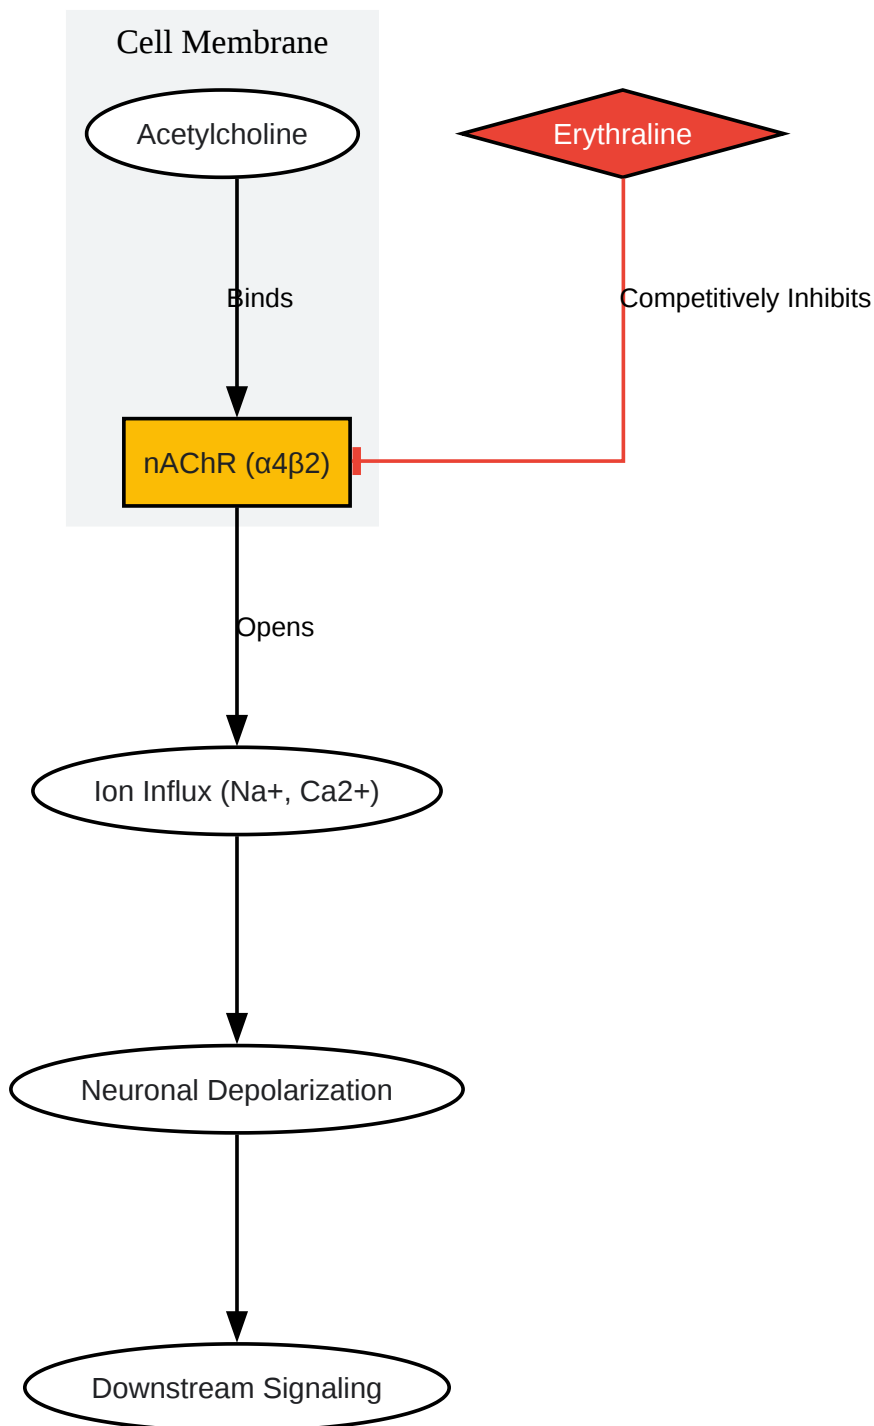 Cell Membrane
Acetylcholine
Erythraline
Binds
Competitively Inhibits
nAChR (α4β2)
Opens
Ion Influx (Na+, Ca2+)
Neuronal Depolarization
Downstream Signaling